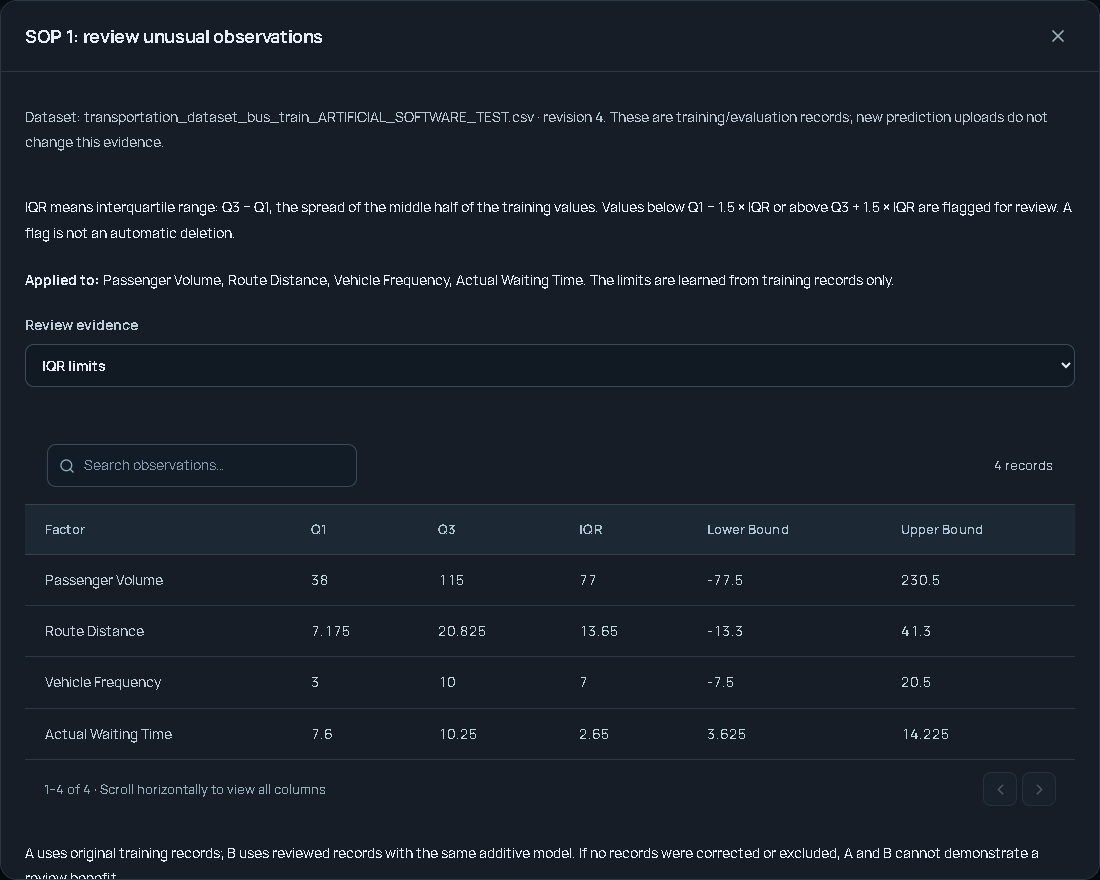 SOP 1: review unusual observations
Dataset: transportation_dataset_bus_train_ARTIFICIAL_SOFTWARE_TEST.csv · revision 4. These are training/evaluation records; new prediction uploads do not
change this evidence.
IQR means interquartile range: Q3 − Q1, the spread of the middle half of the training values. Values below Q1 − 1.5 × IQR or above Q3 + 1.5 × IQR are flagged for review. A
flag is not an automatic deletion.
Applied to: Passenger Volume, Route Distance, Vehicle Frequency, Actual Waiting Time. The limits are learned from training records only.
Review evidence
IQR limits
Search observations...
4 records
Factor Q1 Q3 IQR Lower Bound Upper Bound
Passenger Volume 38 115 77 -77.5 230.5
Route Distance 7.175 20.825 13.65 -13.3 41.3
Vehicle Frequency 3 10 7 -7.5 20.5
Actual Waiting Time 7.6 10.25 2.65 3.625 14.225
1–4 of 4 · Scroll horizontally to view all columns
A uses original training records; B uses reviewed records with the same additive model. If no records were corrected or excluded, A and B cannot demonstrate a
review benefit.